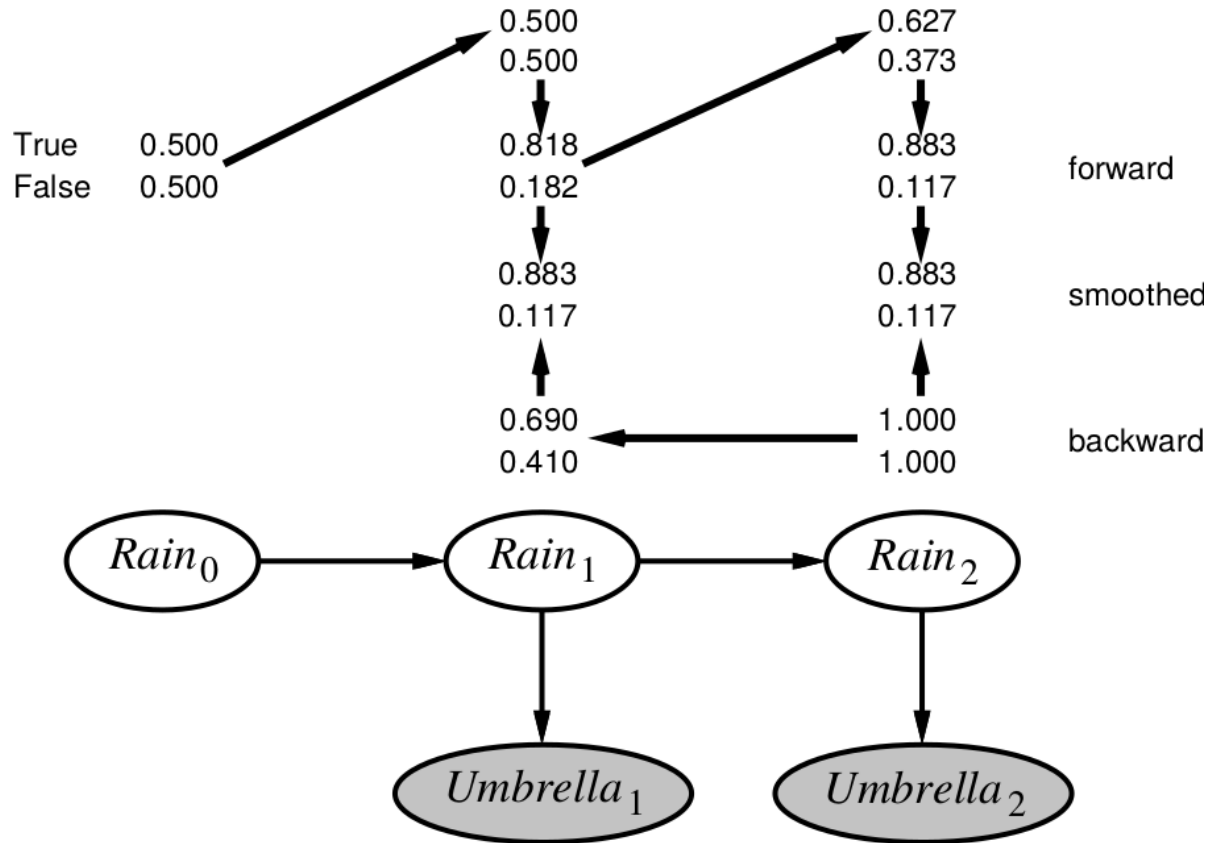 0.500 0.627
0.500 0.373
True 0.500 0.818 0.883
False 0.500 0.182 0.117
forward
0.883 0.883
0.117 0.117
smoothed
0.690 1.000
0.410 1.000
backward
Rain0 Rain1 Rain2
Umbrella1 Umbrella2